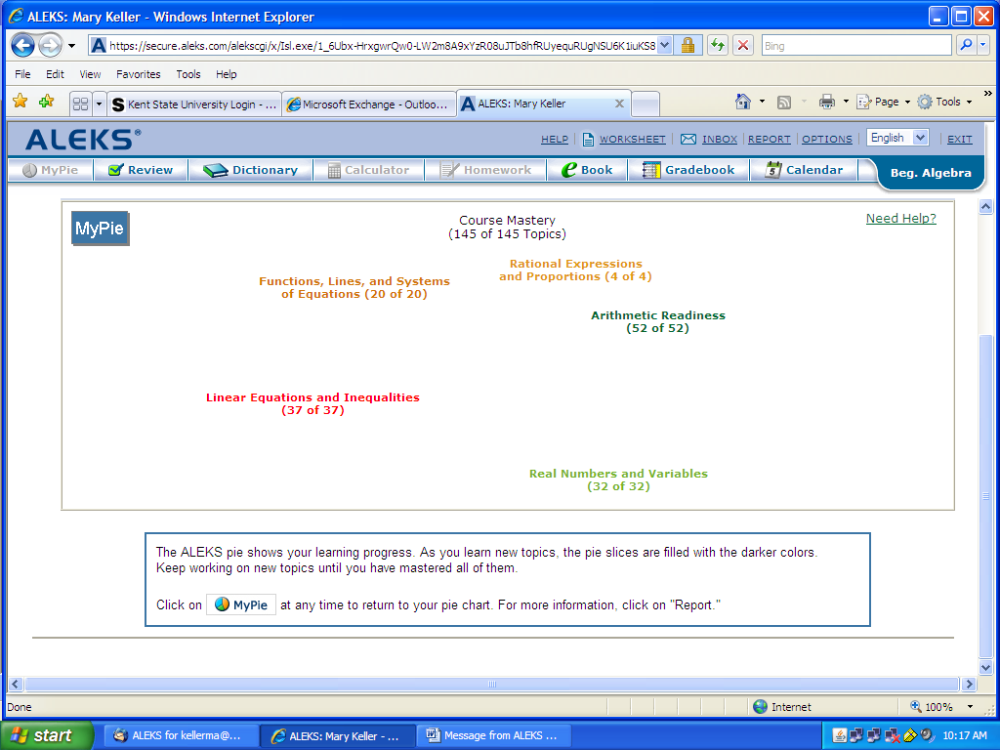 ALEKS: Mary Keller - Windows Internet Explorer
https://secure.aleks.com/alekscgi/x/Isl.exe/1_6Ubx-HrxgwrQw0-LW2m8A9xYzR08uJTb8hfRUyequRUgNSU6K1iuKS8
Bing
File Edit View Favorites Tools Help
Kent State University Login - ... Microsoft Exchange - Outloo... ALEKS: Mary Keller Page Tools
ALEKS®
HELP WORKSHEET INBOX REPORT OPTIONS English EXIT
MyPie Review Dictionary Calculator Homework eBook Gradebook Calendar Beg. Algebra
MyPie
Course Mastery
(145 of 145 Topics)
Need Help?
Rational Expressions
and Proportions (4 of 4)
Functions, Lines, and Systems
of Equations (20 of 20)
Arithmetic Readiness
(52 of 52)
Linear Equations and Inequalities
(37 of 37)
Real Numbers and Variables
(32 of 32)
The ALEKS pie shows your learning progress. As you learn new topics, the pie slices are filled with the darker colors.
Keep working on new topics until you have mastered all of them.
Click on MyPie at any time to return to your pie chart. For more information, click on "Report."
Done Internet 100%
start ALEKS for kellerma@... ALEKS: Mary Keller - ... Message from ALEKS ... 10:17 AM